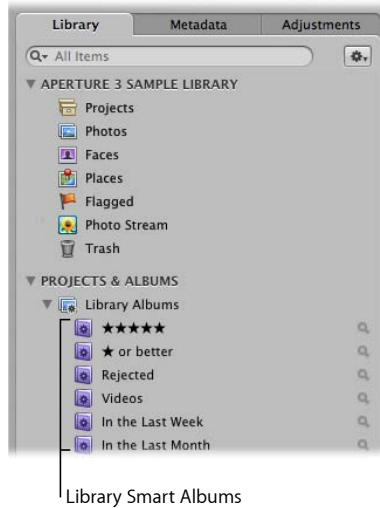 Library Metadata Adjustments
All Items
APERTURE 3 SAMPLE LIBRARY
Projects
Photos
Faces
Places
Flagged
Photo Stream
Trash
PROJECTS & ALBUMS
Library Albums
★★★★★
★ or better
Rejected
Videos
In the Last Week
In the Last Month
Library Smart Albums